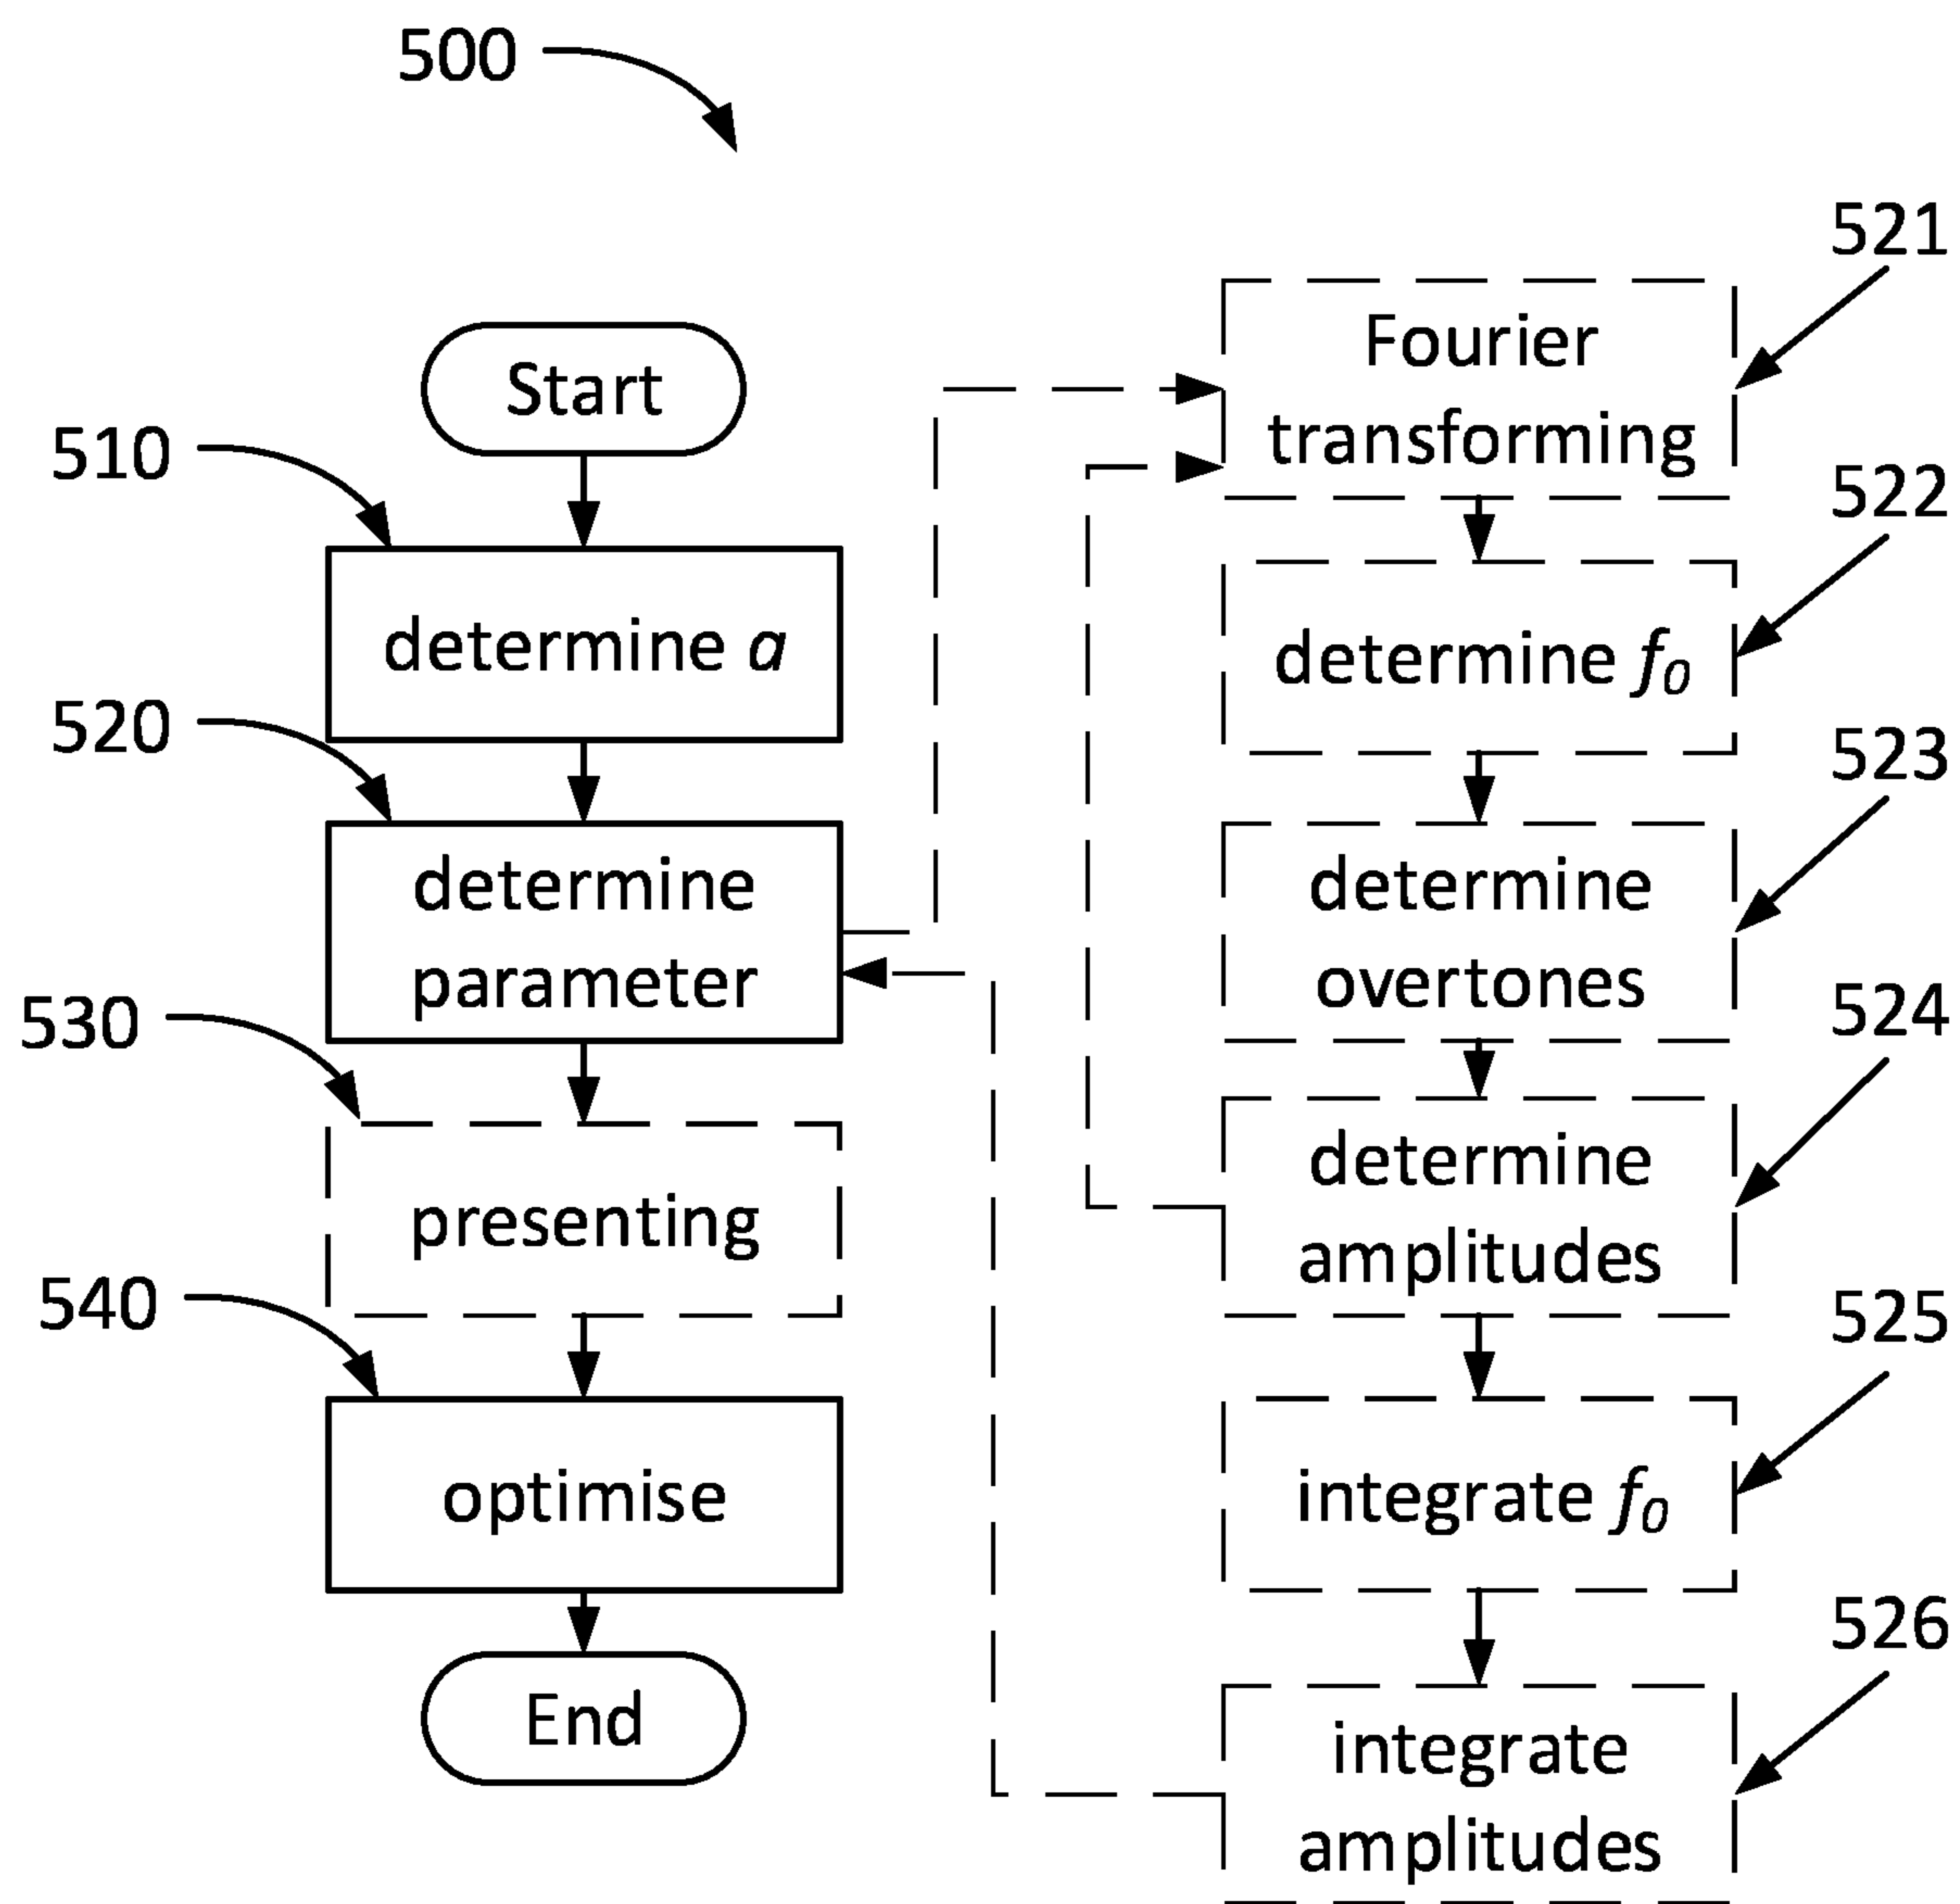 500
Start
510
determine a
520
determine
parameter
530
presenting
540
optimise
End
521
Fourier
transforming
522
determine f0
523
determine
overtones
524
determine
amplitudes
525
integrate f0
526
integrate
amplitudes